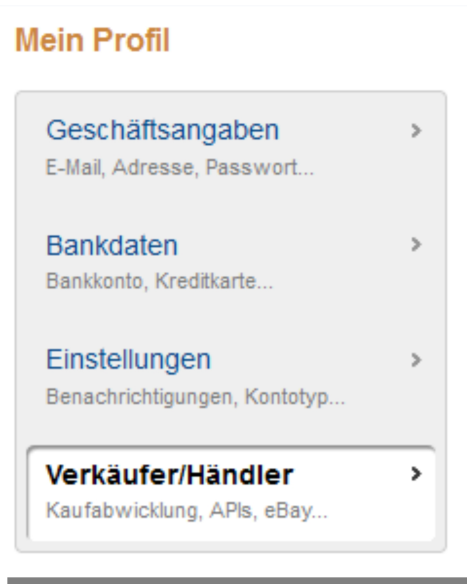 Mein Profil
Geschäftsangaben
E-Mail, Adresse, Passwort...
Bankdaten
Bankkonto, Kreditkarte...
Einstellungen
Benachrichtigungen, Kontotyp...
Verkäufer/Händler
Kaufabwicklung, APIs, eBay...